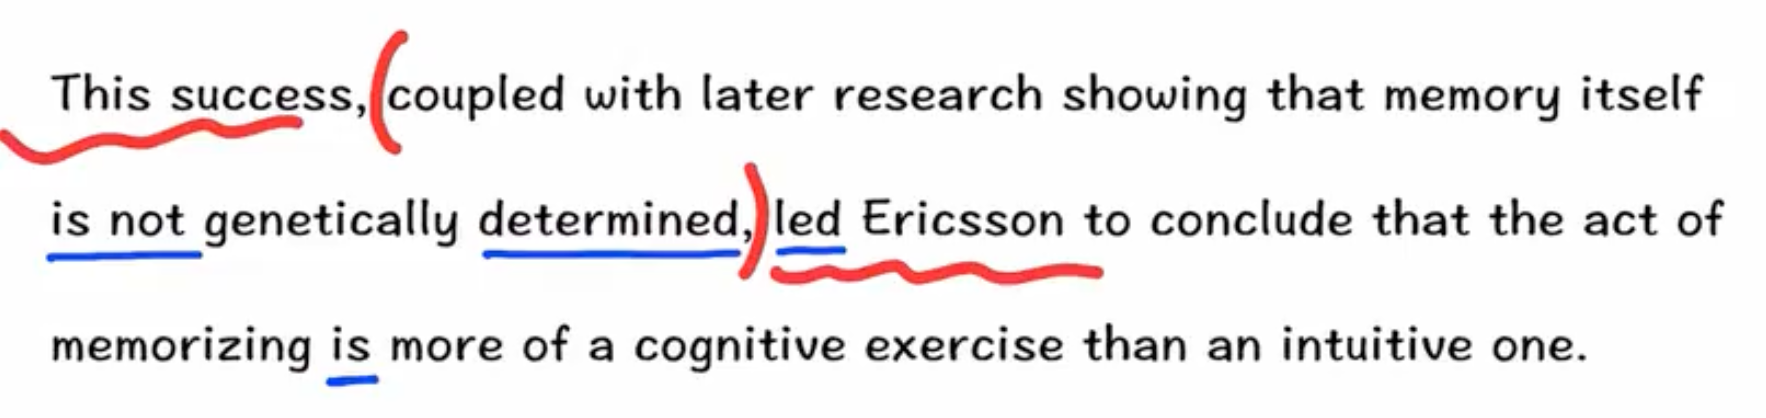 This success, (coupled with later research showing that memory itself
is not genetically determined,) led Ericsson to conclude that the act of
memorizing is more of a cognitive exercise than an intuitive one.